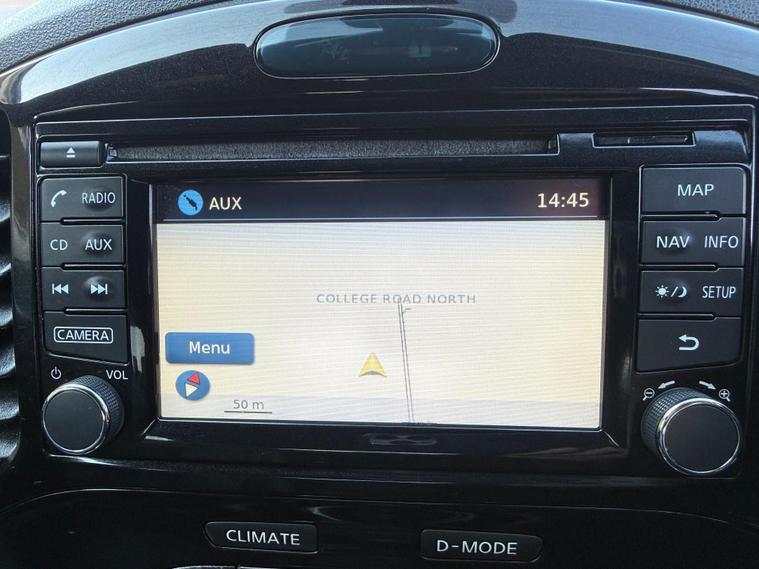 AUX 14:45
RADIO
CD AUX
CAMERA
VOL
COLLEGE ROAD NORTH
Menu
50 m
MAP
NAV INFO
SETUP
CLIMATE
D-MODE